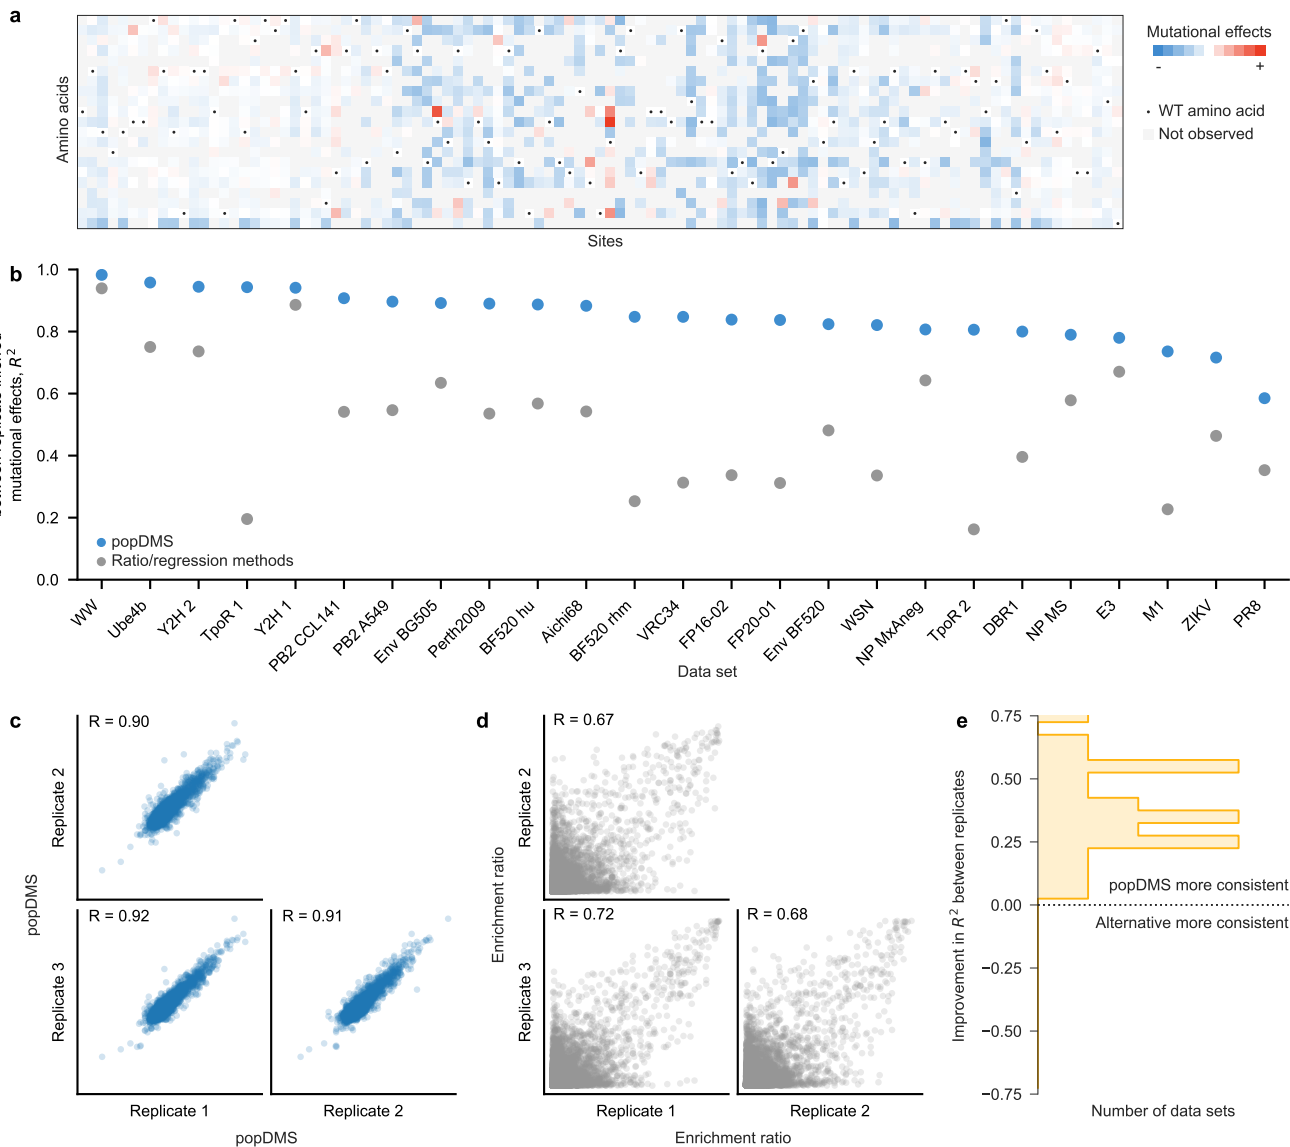 a
Mutational effects
- +
WT amino acid
Not observed
Amino acids
Sites
b
mutational effects, R²
1.0
0.8
0.6
0.4
0.2
0.0
popDMS
Ratio/regression methods
WW
Ube4b
Y2H 2
TpoR 1
Y2H 1
PB2 CCL141
PB2 A549
Env BG505
Perth2009
BF520 hu
Aichi68
BF520 rhm
VRC34
FP16-02
FP20-01
Env BF520
WSN
NP MxAneg
TpoR 2
DBR1
NP MS
E3
M1
ZIKV
PR8
Data set
c
R = 0.90
Replicate 2
popDMS
R = 0.92
R = 0.91
Replicate 3
Replicate 1
Replicate 2
popDMS
d
R = 0.67
Replicate 2
Enrichment ratio
R = 0.72
R = 0.68
Replicate 3
Replicate 1
Replicate 2
Enrichment ratio
e
Improvement in R² between replicates
0.75
0.50
0.25
0.00
−0.25
−0.50
−0.75
popDMS more consistent
Alternative more consistent
Number of data sets